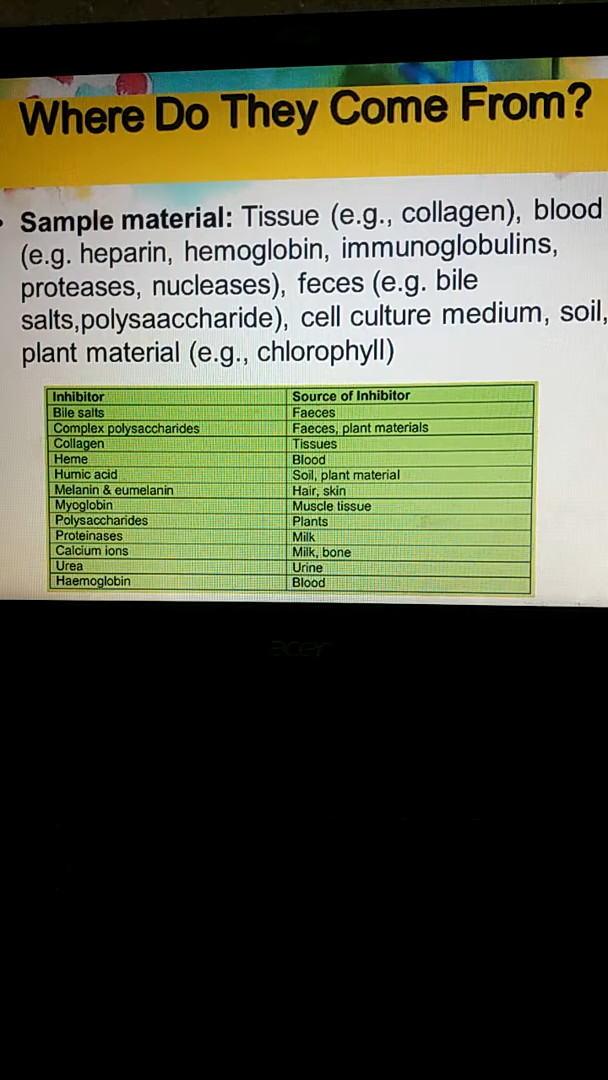 Where Do They Come From?
• Sample material: Tissue (e.g., collagen), blood
(e.g. heparin, hemoglobin, immunoglobulins,
proteases, nucleases), feces (e.g. bile
salts,polysaaccharide), cell culture medium, soil,
plant material (e.g., chlorophyll)
Inhibitor Source of Inhibitor
Bile salts Faeces
Complex polysaccharides Faeces, plant materials
Collagen Tissues
Heme Blood
Humic acid Soil, plant material
Melanin & eumelanin Hair, skin
Myoglobin Muscle tissue
Polysaccharides Plants
Proteinases Milk
Calcium ions Milk, bone
Urea Urine
Haemoglobin Blood
acer